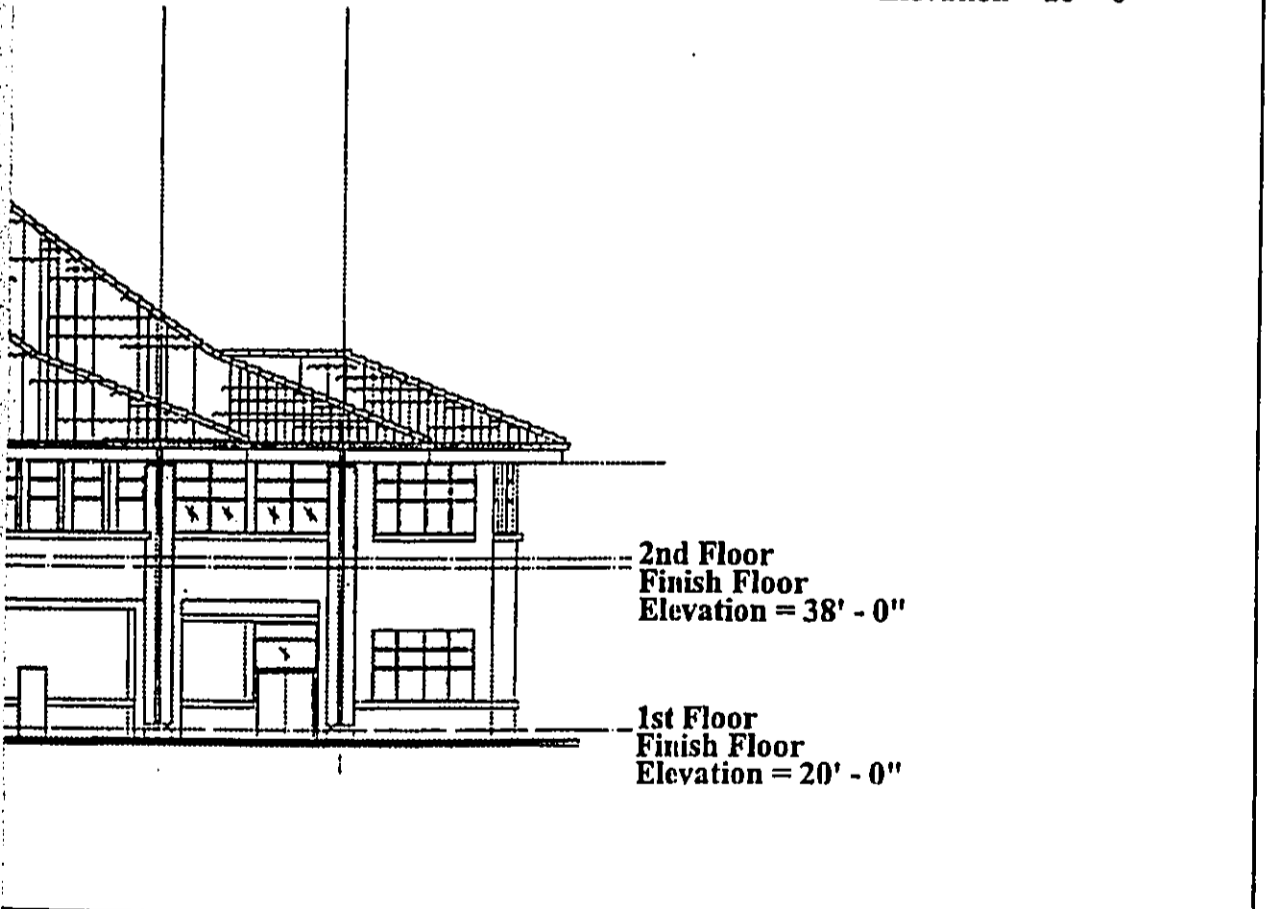 2nd Floor
Finish Floor
Elevation = 38' - 0"
1st Floor
Finish Floor
Elevation = 20' - 0"